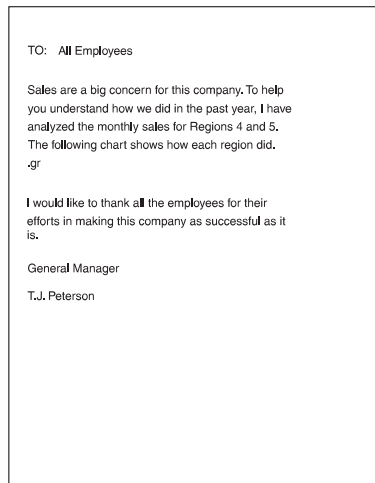 TO: All Employees
Sales are a big concern for this company. To help
you understand how we did in the past year, I have
analyzed the monthly sales for Regions 4 and 5.
The following chart shows how each region did.
.gr
I would like to thank all the employees for their
efforts in making this company as successful as it
is.
General Manager
T.J. Peterson